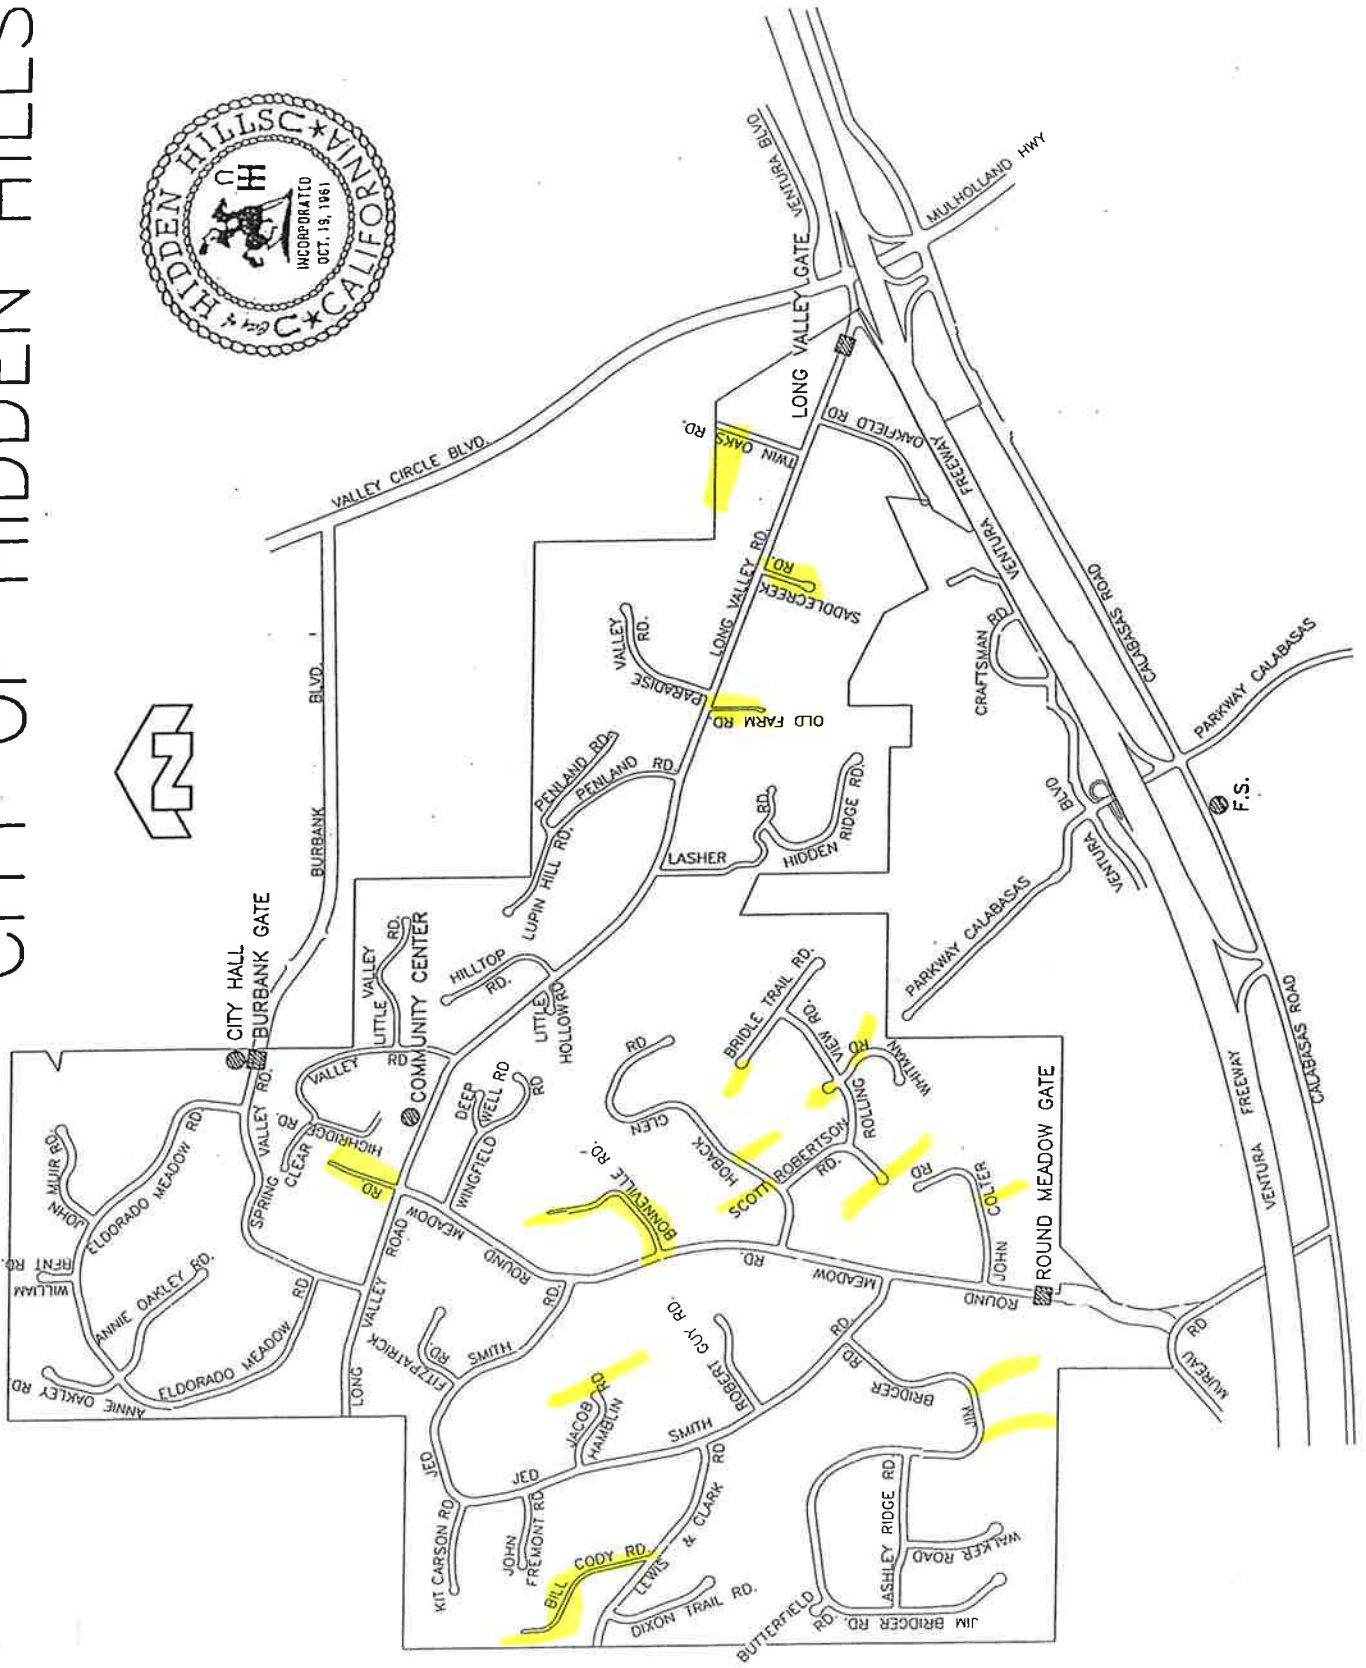 CITY OF HIDDEN HILLS
City of HIDDEN HILLS
CALIFORNIA
INCORPORATED
OCT. 19, 1961
N
VENTURA BLVD
MULHOLLAND HWY
LONG VALLEY GATE
VALLEY CIRCLE BLVD.
TWIN OAKS RD.
OAKFIELD RD
VENTURA FREEWAY
CALABASAS ROAD
BURBANK BLVD.
LONG VALLEY RD.
SADDLECREEK RD.
PARADISE VALLEY RD.
OLD FARM RD.
CRAFTSMAN RD
PARKWAY CALABASAS
F.S.
VENTURA BLVD
PENLAND RD.
PENLAND RD.
LUPIN HILL RD.
LASHER RD
HIDDEN RIDGE RD.
PARKWAY CALABASAS
CITY HALL
BURBANK GATE
LITTLE VALLEY RD.
COMMUNITY CENTER
HILLTOP RD.
LITTLE HOLLOW RD
BRIDLE TRAIL RD.
ROLLING VIEW RD.
WHITMAN RD
CLEAR VALLEY RD
HIGHRIDGE RD.
RD
DEEP WELL RD
WINGFIELD RD
HOBACK GLEN RD
BONNEVILLE RD.
SCOTT ROBERTSON RD.
JOHN COLTER RD
ROUND MEADOW GATE
VENTURA FREEWAY
CALABASAS ROAD
SPRING VALLEY RD.
JOHN MUIR RD.
ELDORADO MEADOW RD.
WILLIAM BENT RD.
ANNIE OAKLEY RD.
ANNIE OAKLEY RD
ELDORADO MEADOW RD
LONG VALLEY ROAD
ROUND MEADOW RD.
ROUND MEADOW
MUREAU RD
FITZPATRICK RD
JED SMITH RD.
JED SMITH RD.
JACOB HAMBLIN RD
ROBERT GUY RD.
JIM BRIDGER RD.
KIT CARSON RD
JOHN FREMONT RD
BILL CODY RD.
LEWIS & CLARK RD
DIXON TRAIL RD.
BUTTERFIELD RD.
ASHLEY RIDGE RD.
WALKER ROAD
JIM BRIDGER RD.